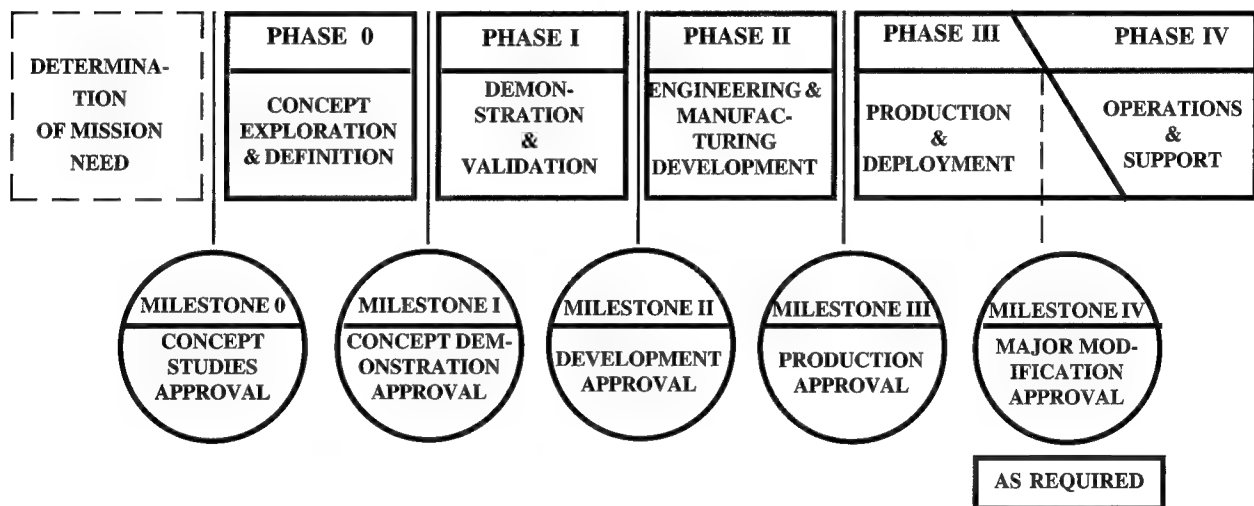 DETERMINA-
TION
OF MISSION
NEED
PHASE 0
CONCEPT
EXPLORATION
& DEFINITION
PHASE I
DEMON-
STRATION
&
VALIDATION
PHASE II
ENGINEERING &
MANUFAC-
TURING
DEVELOPMENT
PHASE III
PRODUCTION
&
DEPLOYMENT
PHASE IV
OPERATIONS
&
SUPPORT
MILESTONE 0
CONCEPT
STUDIES
APPROVAL
MILESTONE I
CONCEPT DEM-
ONSTRATION
APPROVAL
MILESTONE II
DEVELOPMENT
APPROVAL
MILESTONE III
PRODUCTION
APPROVAL
MILESTONE IV
MAJOR MOD-
IFICATION
APPROVAL
AS REQUIRED